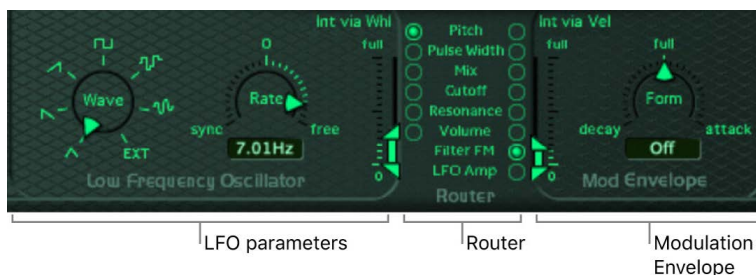 Int via Whl
full
Wave
0
Rate
sync
free
7.01Hz
EXT
0
Low Frequency Oscillator
Pitch
Pulse Width
Mix
Cutoff
Resonance
Volume
Filter FM
LFO Amp
Router
Int via Vel
full
0
full
Form
decay
attack
Off
Mod Envelope
LFO parameters
Router
Modulation
Envelope